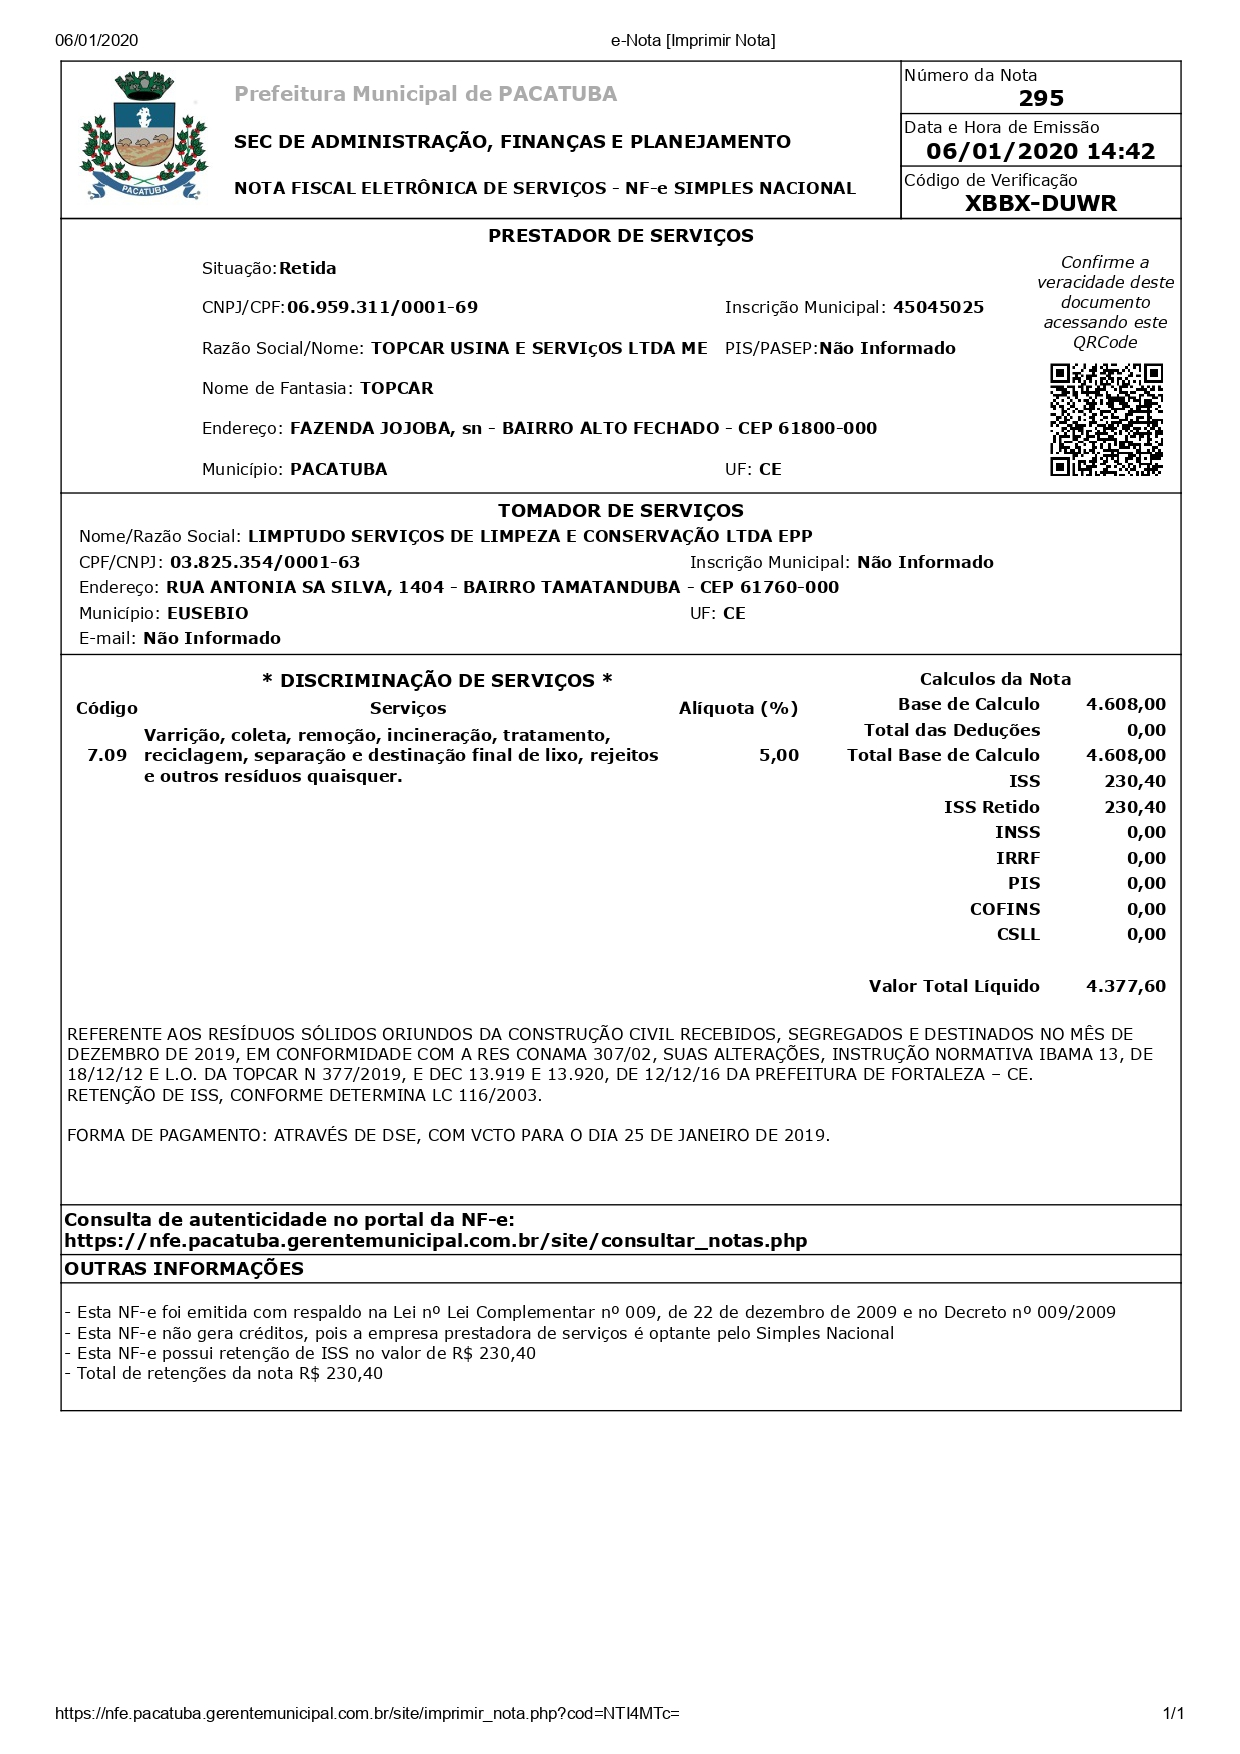 06/01/2020 e-Nota [Imprimir Nota]
Prefeitura Municipal de PACATUBA
SEC DE ADMINISTRAÇÃO, FINANÇAS E PLANEJAMENTO
NOTA FISCAL ELETRÔNICA DE SERVIÇOS - NF-e SIMPLES NACIONAL
PACATUBA
Número da Nota
295
Data e Hora de Emissão
06/01/2020 14:42
Código de Verificação
XBBX-DUWR
PRESTADOR DE SERVIÇOS
Situação:Retida
CNPJ/CPF:06.959.311/0001-69 Inscrição Municipal: 45045025
Razão Social/Nome: TOPCAR USINA E SERVIçOS LTDA ME PIS/PASEP:Não Informado
Nome de Fantasia: TOPCAR
Endereço: FAZENDA JOJOBA, sn - BAIRRO ALTO FECHADO - CEP 61800-000
Município: PACATUBA UF: CE
Confirme a
veracidade deste
documento
acessando este
QRCode
TOMADOR DE SERVIÇOS
Nome/Razão Social: LIMPTUDO SERVIÇOS DE LIMPEZA E CONSERVAÇÃO LTDA EPP
CPF/CNPJ: 03.825.354/0001-63 Inscrição Municipal: Não Informado
Endereço: RUA ANTONIA SA SILVA, 1404 - BAIRRO TAMATANDUBA - CEP 61760-000
Município: EUSEBIO UF: CE
E-mail: Não Informado
* DISCRIMINAÇÃO DE SERVIÇOS *
Código Serviços Alíquota (%)
Varrição, coleta, remoção, incineração, tratamento,
7.09 reciclagem, separação e destinação final de lixo, rejeitos 5,00
e outros resíduos quaisquer.
Calculos da Nota
Base de Calculo 4.608,00
Total das Deduções 0,00
Total Base de Calculo 4.608,00
ISS 230,40
ISS Retido 230,40
INSS 0,00
IRRF 0,00
PIS 0,00
COFINS 0,00
CSLL 0,00
Valor Total Líquido 4.377,60
REFERENTE AOS RESÍDUOS SÓLIDOS ORIUNDOS DA CONSTRUÇÃO CIVIL RECEBIDOS, SEGREGADOS E DESTINADOS NO MÊS DE
DEZEMBRO DE 2019, EM CONFORMIDADE COM A RES CONAMA 307/02, SUAS ALTERAÇÕES, INSTRUÇÃO NORMATIVA IBAMA 13, DE
18/12/12 E L.O. DA TOPCAR N 377/2019, E DEC 13.919 E 13.920, DE 12/12/16 DA PREFEITURA DE FORTALEZA – CE.
RETENÇÃO DE ISS, CONFORME DETERMINA LC 116/2003.
FORMA DE PAGAMENTO: ATRAVÉS DE DSE, COM VCTO PARA O DIA 25 DE JANEIRO DE 2019.
Consulta de autenticidade no portal da NF-e:
https://nfe.pacatuba.gerentemunicipal.com.br/site/consultar_notas.php
OUTRAS INFORMAÇÕES
- Esta NF-e foi emitida com respaldo na Lei nº Lei Complementar nº 009, de 22 de dezembro de 2009 e no Decreto nº 009/2009
- Esta NF-e não gera créditos, pois a empresa prestadora de serviços é optante pelo Simples Nacional
- Esta NF-e possui retenção de ISS no valor de R$ 230,40
- Total de retenções da nota R$ 230,40
https://nfe.pacatuba.gerentemunicipal.com.br/site/imprimir_nota.php?cod=NTI4MTc= 1/1